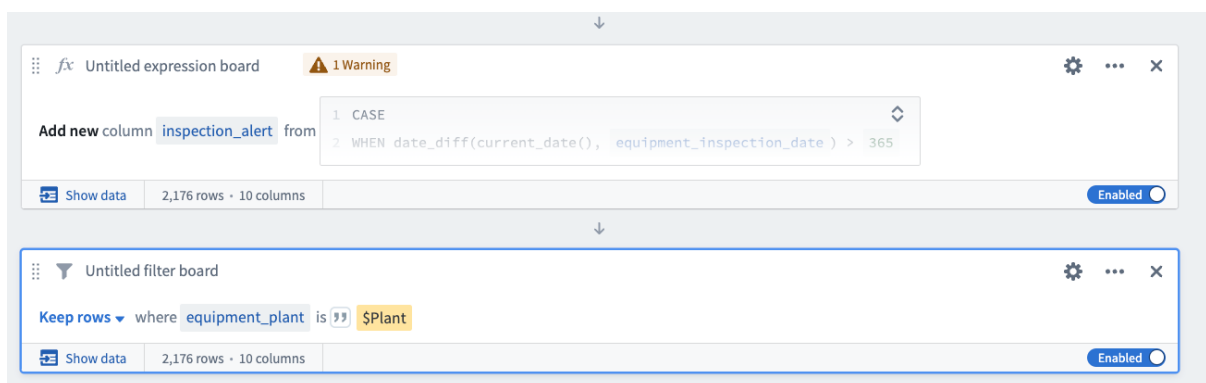 fx Untitled expression board 1 Warning
Add new column inspection_alert from
1 CASE
2 WHEN date_diff(current_date(), equipment_inspection_date) > 365
Show data 2,176 rows • 10 columns Enabled
Untitled filter board
Keep rows where equipment_plant is ❟❟ $Plant
Show data 2,176 rows • 10 columns Enabled